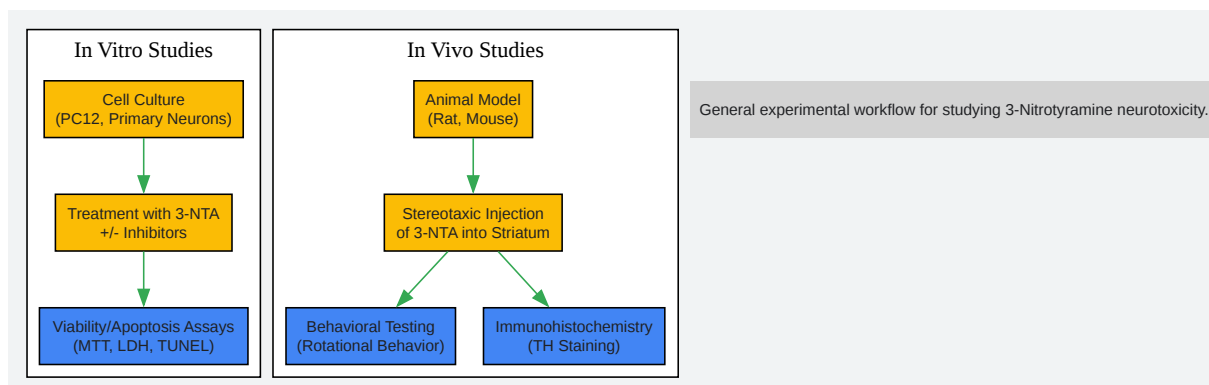 In Vitro Studies
Cell Culture
(PC12, Primary Neurons)
Treatment with 3-NTA
+/- Inhibitors
Viability/Apoptosis Assays
(MTT, LDH, TUNEL)
In Vivo Studies
Animal Model
(Rat, Mouse)
Stereotaxic Injection
of 3-NTA into Striatum
Behavioral Testing
(Rotational Behavior)
Immunohistochemistry
(TH Staining)
General experimental workflow for studying 3-Nitrotyramine neurotoxicity.